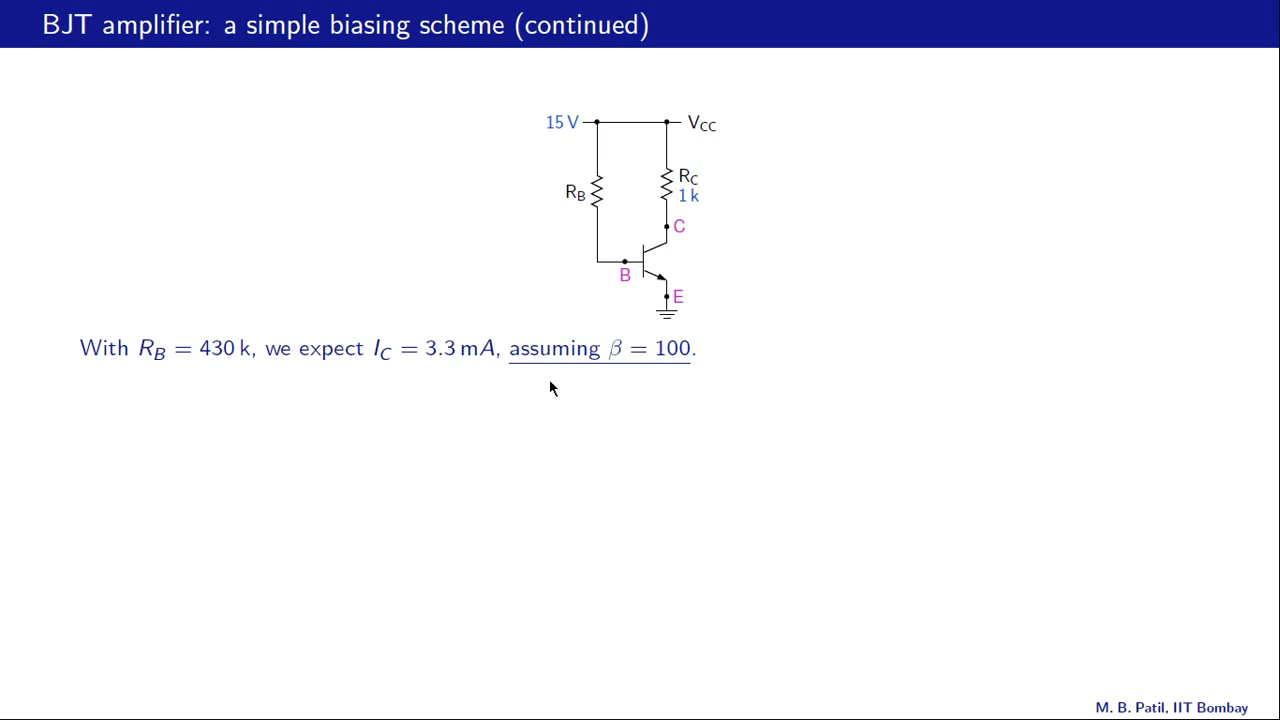 BJT amplifier: a simple biasing scheme (continued)
15 V
V_CC
R_B
R_C
1 k
C
B
E
With R_B = 430 k, we expect I_C = 3.3 mA, assuming β = 100.
M. B. Patil, IIT Bombay